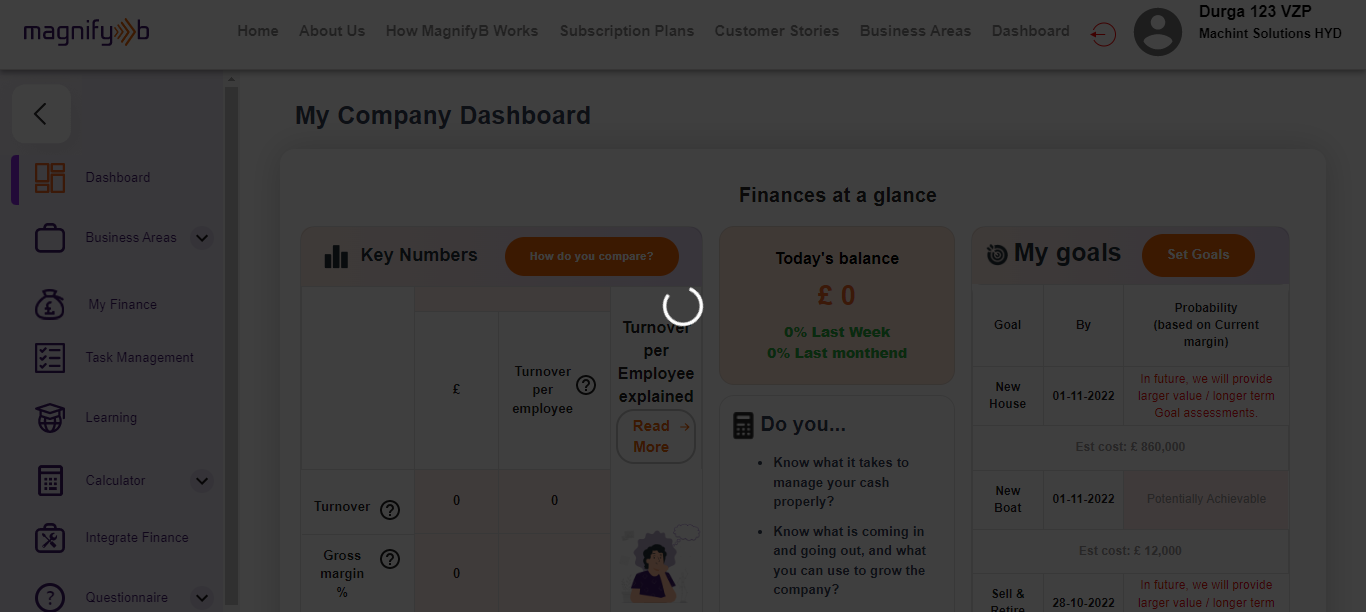 magnifyb
Home About Us How MagnifyB Works Subscription Plans Customer Stories Business Areas Dashboard
Durga 123 VZP
Machint Solutions HYD
Dashboard
Business Areas
My Finance
Task Management
Learning
Calculator
Integrate Finance
Questionnaire
My Company Dashboard
Finances at a glance
Key Numbers
How do you compare?
£
Turnover
per
employee
?
Turnover
per
Employee
explained
Read
More
Turnover ?
0
0
Gross
margin
%
?
0
Today's balance
£ 0
0% Last Week
0% Last monthend
Do you...
• Know what it takes to
manage your cash
properly?
• Know what is coming in
and going out, and what
you can use to grow the
company?
My goals
Set Goals
Goal
By
Probability
(based on Current
margin)
New
House
01-11-2022
In future, we will provide
larger value / longer term
Goal assessments.
Est cost: £ 860,000
New
Boat
01-11-2022
Potentially Achievable
Est cost: £ 12,000
Sell &
Retire
28-10-2022
In future, we will provide
larger value / longer term